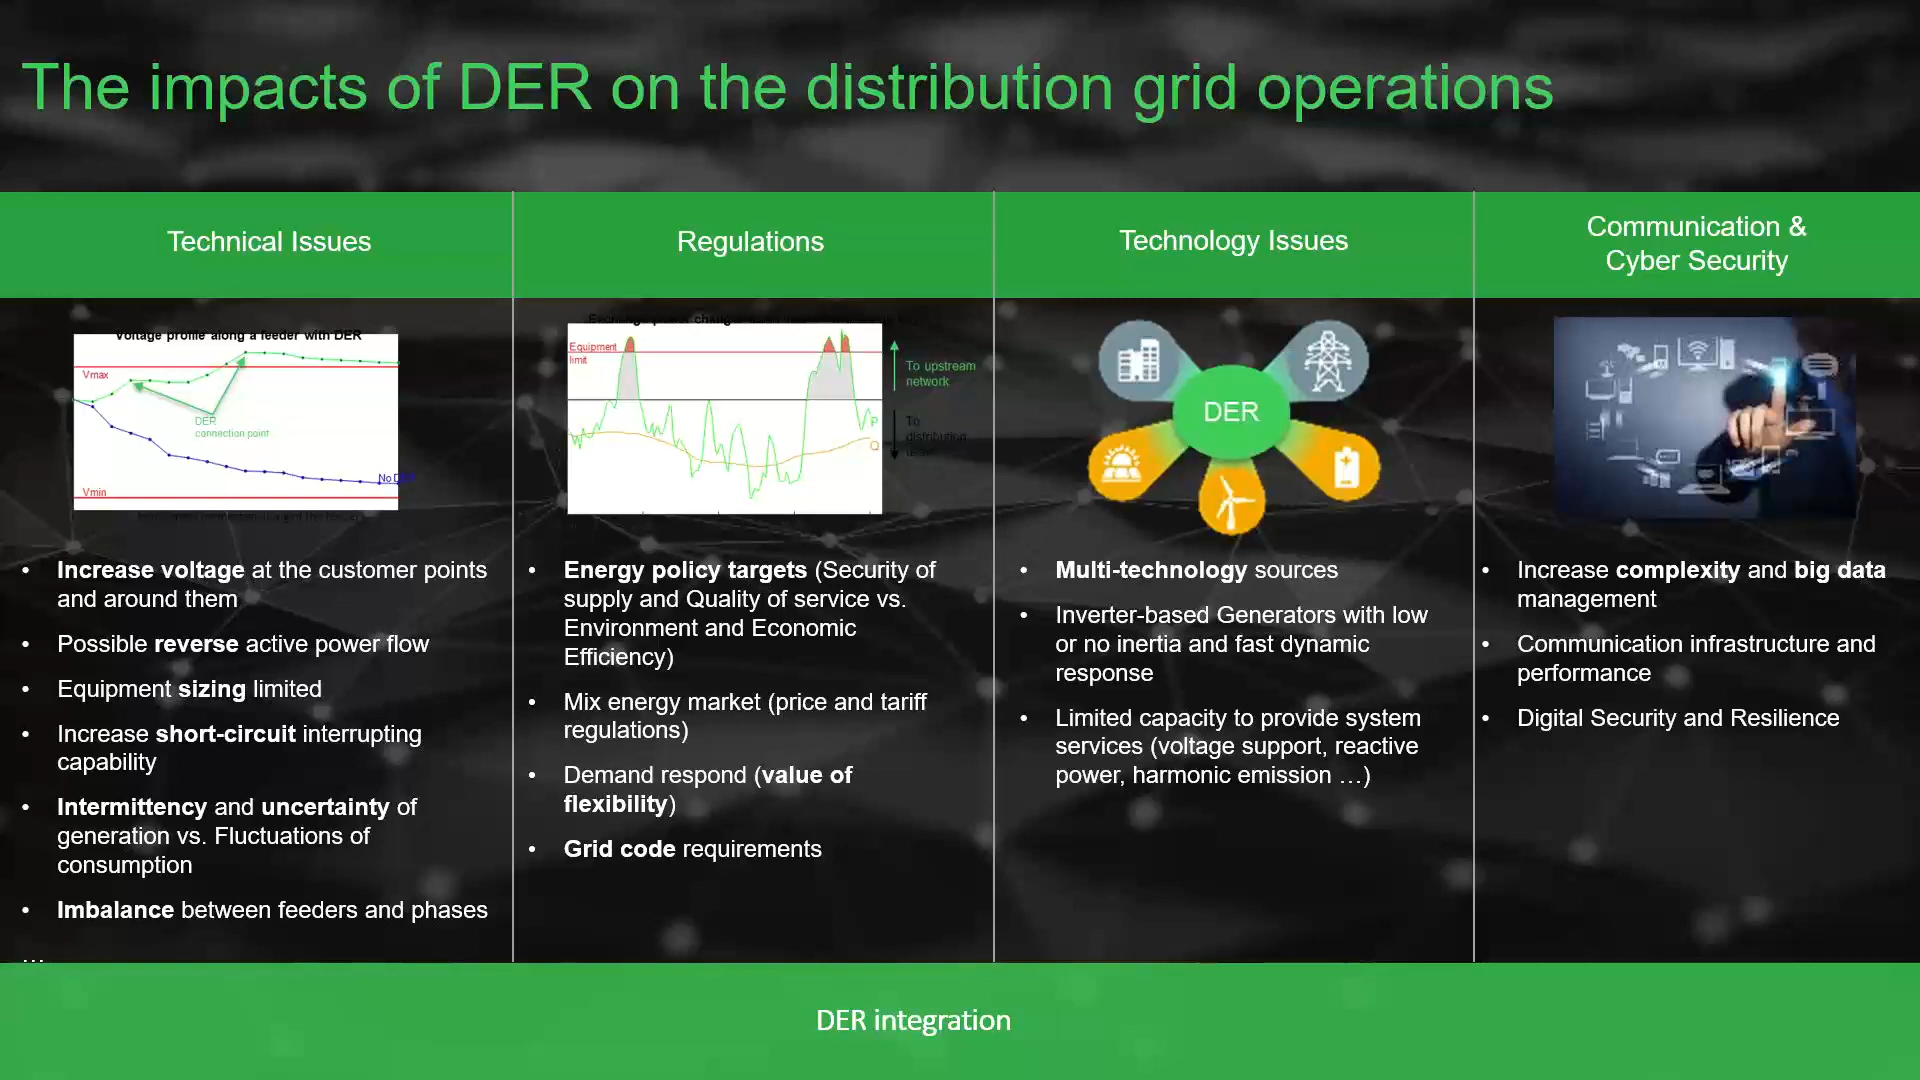 The impacts of DER on the distribution grid operations
Technical Issues
Regulations
Technology Issues
Communication &
Cyber Security
Voltage profile along a feeder with DER
Vmax
DER
connection point
No DER
Vmin
Equipment
limit
P
Q
To upstream
network
To
distribution
DER
• Increase voltage at the customer points
and around them
• Possible reverse active power flow
• Equipment sizing limited
• Increase short-circuit interrupting
capability
• Intermittency and uncertainty of
generation vs. Fluctuations of
consumption
• Imbalance between feeders and phases
...
• Energy policy targets (Security of
supply and Quality of service vs.
Environment and Economic
Efficiency)
• Mix energy market (price and tariff
regulations)
• Demand respond (value of
flexibility)
• Grid code requirements
• Multi-technology sources
• Inverter-based Generators with low
or no inertia and fast dynamic
response
• Limited capacity to provide system
services (voltage support, reactive
power, harmonic emission …)
• Increase complexity and big data
management
• Communication infrastructure and
performance
• Digital Security and Resilience
DER integration